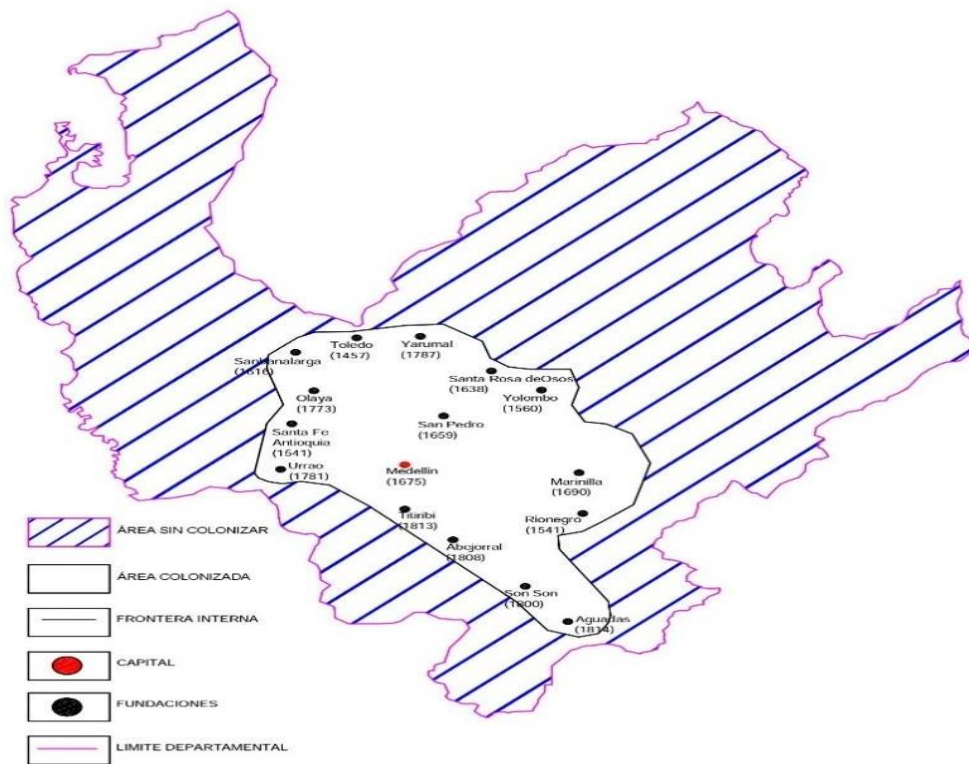 Toledo
(1457)
Yarumal
(1787)
(1616)
Santa Rosa deOsos
(1638)
Yolombo
(1560)
Olaya
(1773)
San Pedro
(1659)
Santa Fe
Antioquia
(1541)
Urrao
(1781)
Medellín
(1675)
Marinilla
(1690)
Titiribi
(1813)
Rionegro
(1541)
Abejorral
(1808)
Son Son
(1800)
Aguadas
(1814)
ÁREA SIN COLONIZAR
ÁREA COLONIZADA
FRONTERA INTERNA
CAPITAL
FUNDACIONES
LIMITE DEPARTAMENTAL